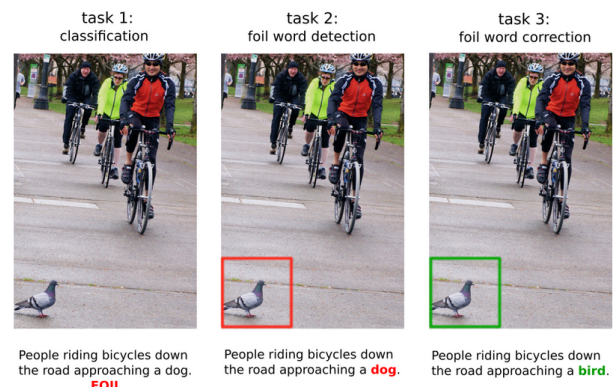 task 1:
classification
task 2:
foil word detection
task 3:
foil word correction
People riding bicycles down
the road approaching a dog.
FOIL
People riding bicycles down
the road approaching a dog.
People riding bicycles down
the road approaching a bird.